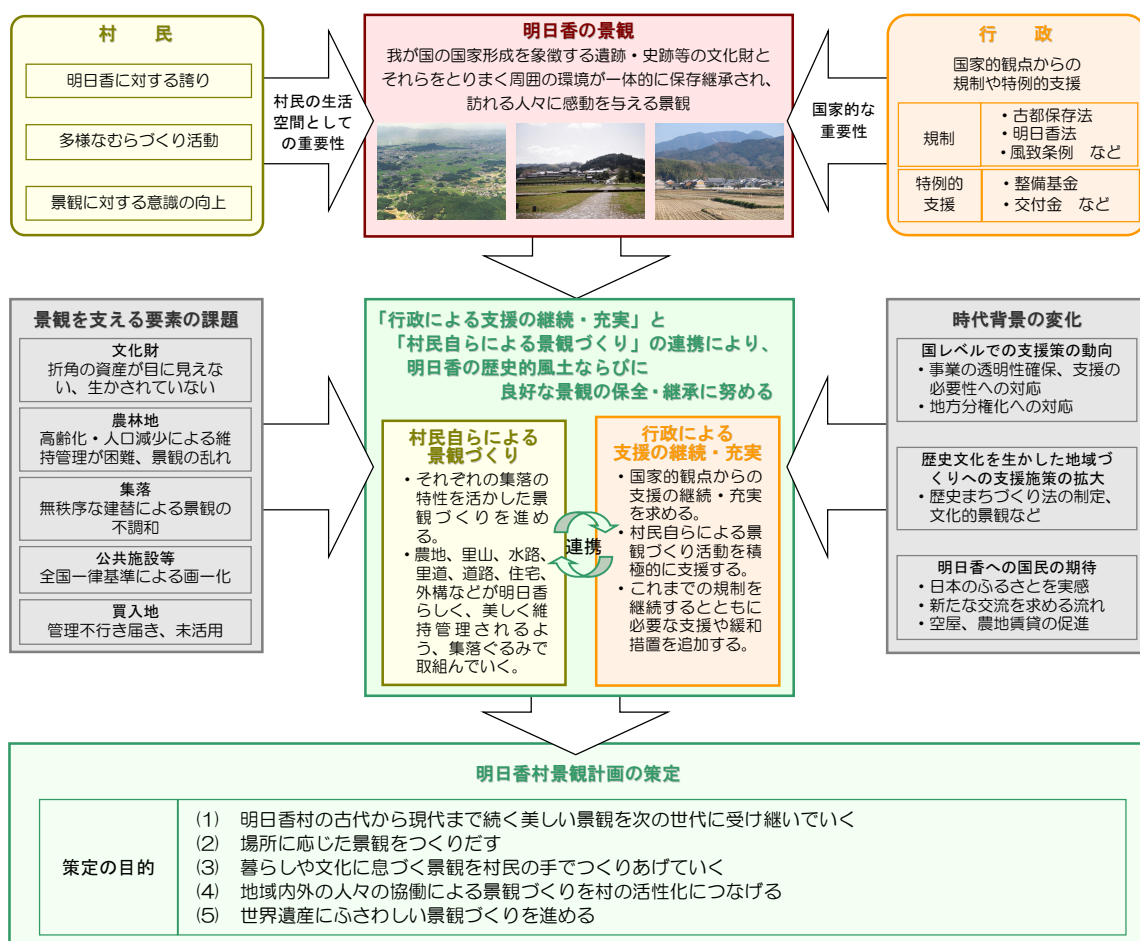 村　民
明日香に対する誇り
多様なむらづくり活動
景観に対する意識の向上
村民の生活
空間として
の重要性
明日香の景観
我が国の国家形成を象徴する遺跡・史跡等の文化財と
それらをとりまく周囲の環境が一体的に保存継承され、
訪れる人々に感動を与える景観
国家的な
重要性
行　政
国家的観点からの
規制や特例的支援
規制
・古都保存法
・明日香法
・風致条例　など
特例的
支援
・整備基金
・交付金　など
景観を支える要素の課題
文化財
折角の資産が目に見えな
い、生かされていない
農林地
高齢化・人口減少による維
持管理が困難、景観の乱れ
集落
無秩序な建替による景観の
不調和
公共施設等
全国一律基準による画一化
買入地
管理不行き届き、未活用
「行政による支援の継続・充実」と
「村民自らによる景観づくり」の連携により、
明日香の歴史的風土ならびに
良好な景観の保全・継承に努める
村民自らによる
景観づくり
・それぞれの集落の
特性を活かした景
観づくりを進め
る。
・農地、里山、水路、
里道、道路、住宅、
外構などが明日香
らしく、美しく維
持管理されるよ
う、集落ぐるみで
取組んでいく。
連携
行政による
支援の継続・充実
・国家的観点からの
支援の継続・充実
を求める。
・村民自らによる景
観づくり活動を積
極的に支援する。
・これまでの規制を
継続するとともに
必要な支援や緩和
措置を追加する。
時代背景の変化
国レベルでの支援策の動向
・事業の透明性確保、支援の
必要性への対応
・地方分権化への対応
歴史文化を生かした地域づ
くりへの支援施策の拡大
・歴史まちづくり法の制定、
文化的景観など
明日香への国民の期待
・日本のふるさとを実感
・新たな交流を求める流れ
・空屋、農地賃貸の促進
明日香村景観計画の策定
策定の目的
(1)　明日香村の古代から現代まで続く美しい景観を次の世代に受け継いでいく
(2)　場所に応じた景観をつくりだす
(3)　暮らしや文化に息づく景観を村民の手でつくりあげていく
(4)　地域内外の人々の協働による景観づくりを村の活性化につなげる
(5)　世界遺産にふさわしい景観づくりを進める